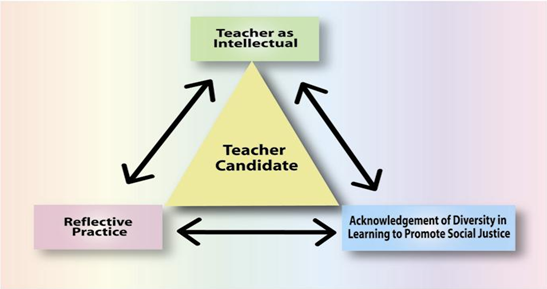 Teacher as
Intellectual
Teacher
Candidate
Reflective
Practice
Acknowledgement of Diversity in
Learning to Promote Social Justice